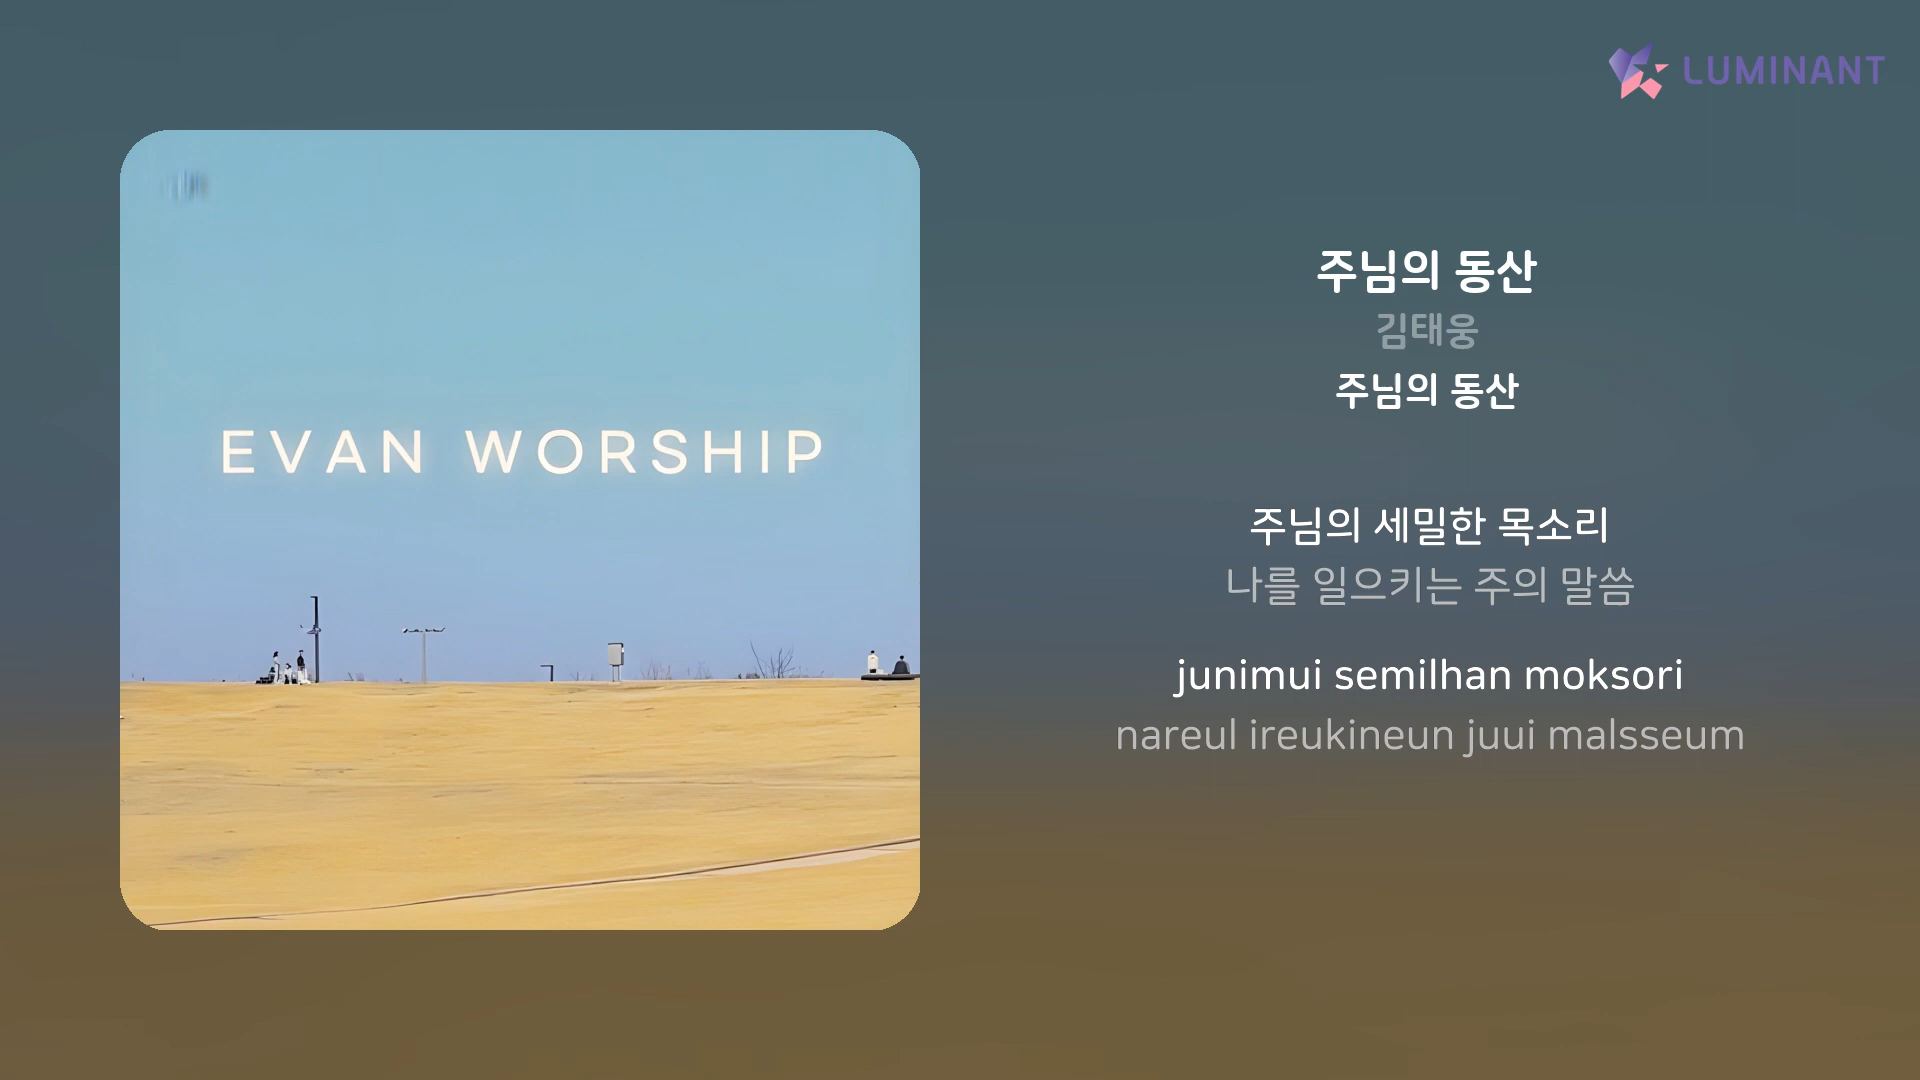 LUMINANT
EVAN WORSHIP
주님의 동산
김태웅
주님의 동산
주님의 세밀한 목소리
나를 일으키는 주의 말씀
junimui semilhan moksori
nareul ireukineun juui malsseum